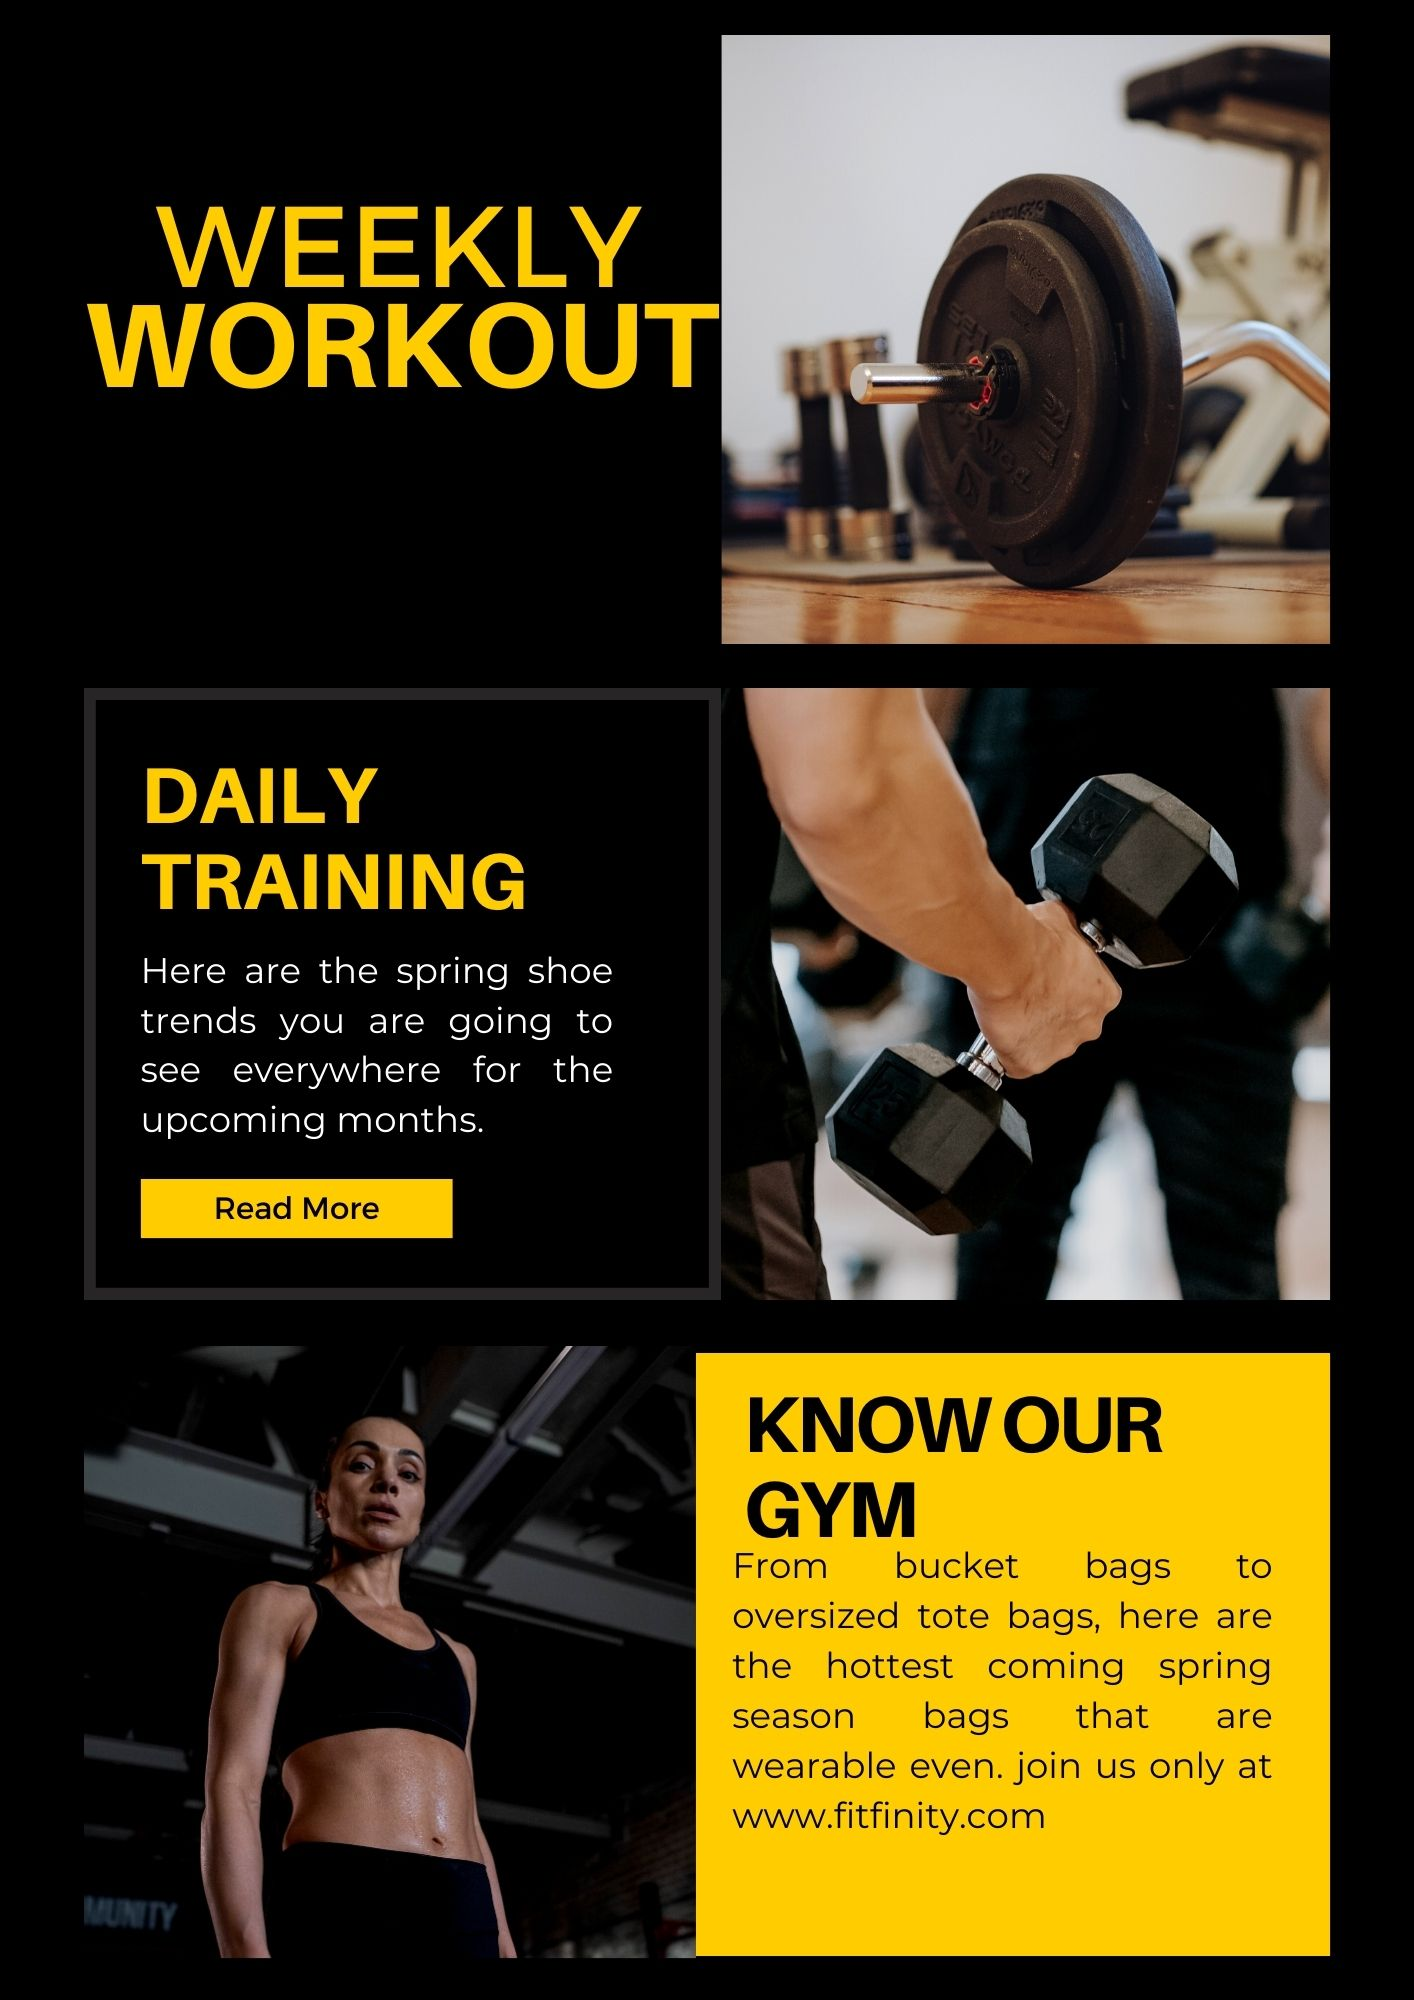 WEEKLY
WORKOUT
DAILY
TRAINING
Here are the spring shoe
trends you are going to
see everywhere for the
upcoming months.
Read More
25
KNOW OUR
GYM
From bucket bags to
oversized tote bags, here are
the hottest coming spring
season bags that are
wearable even. join us only at
www.fitfinity.com
MUNITY